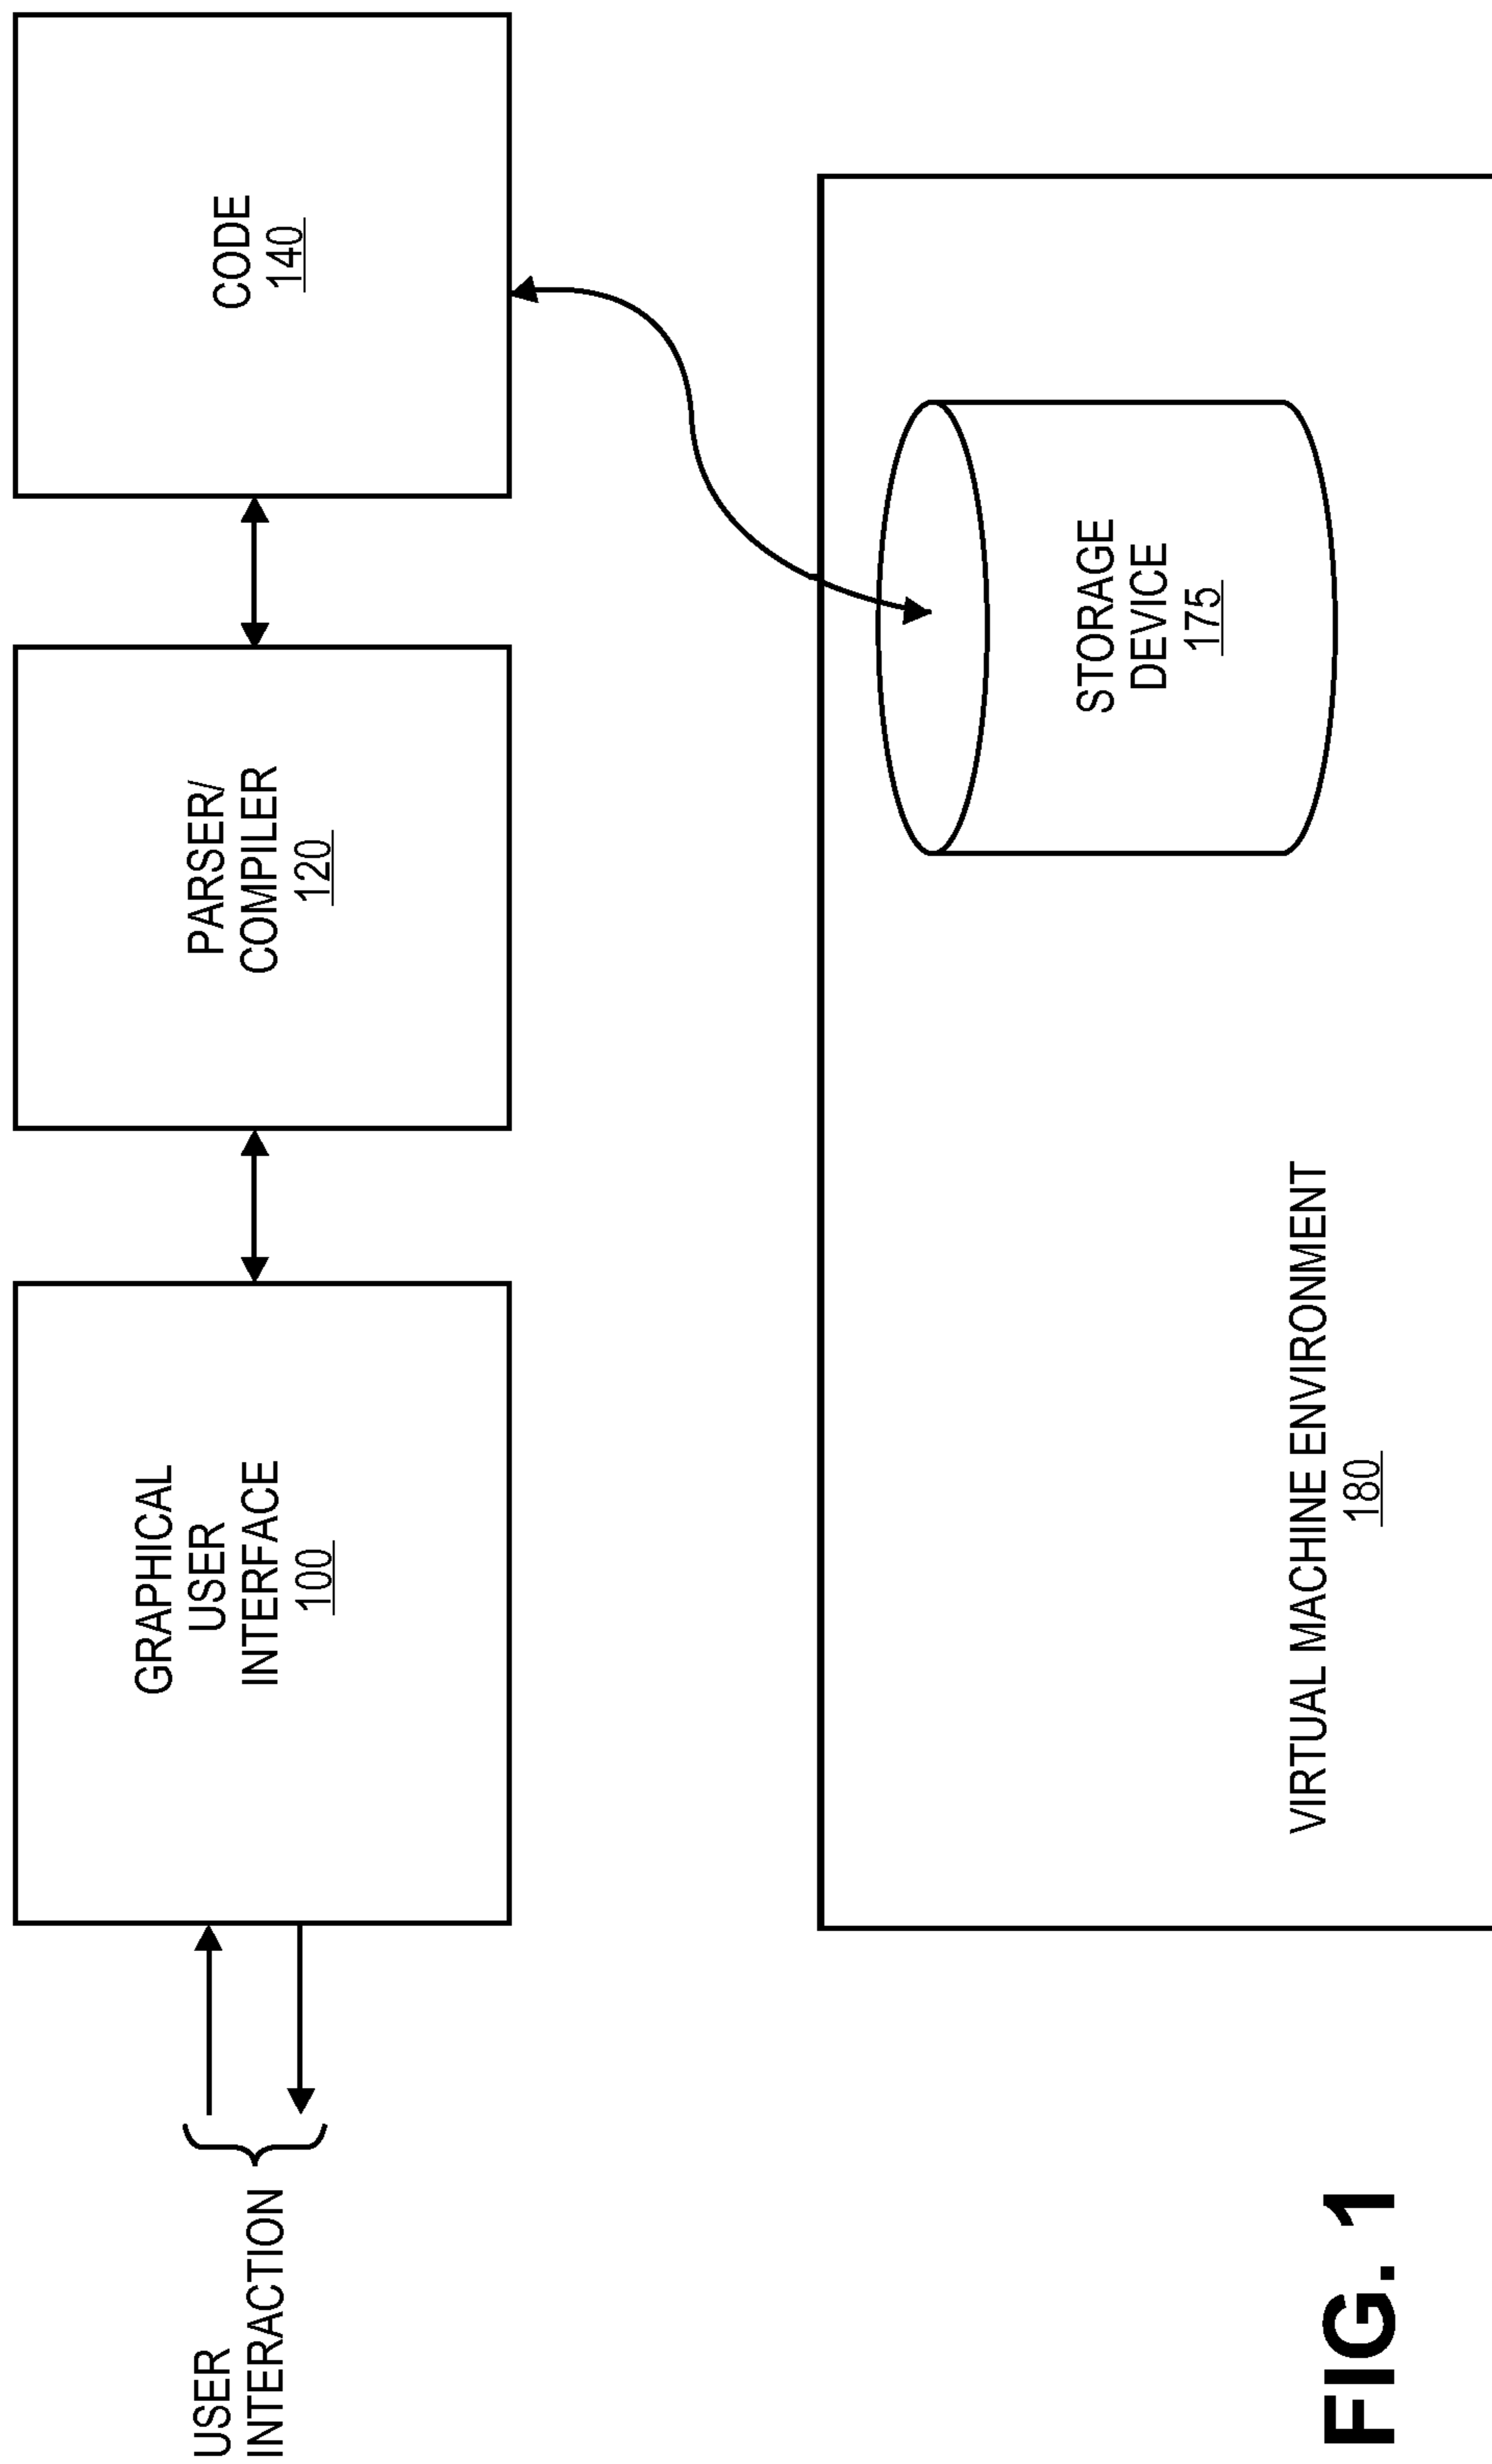 USER
INTERACTION
GRAPHICAL
USER
INTERFACE
100
PARSER/
COMPILER
120
CODE
140
STORAGE
DEVICE
175
VIRTUAL MACHINE ENVIRONMENT
180
FIG. 1